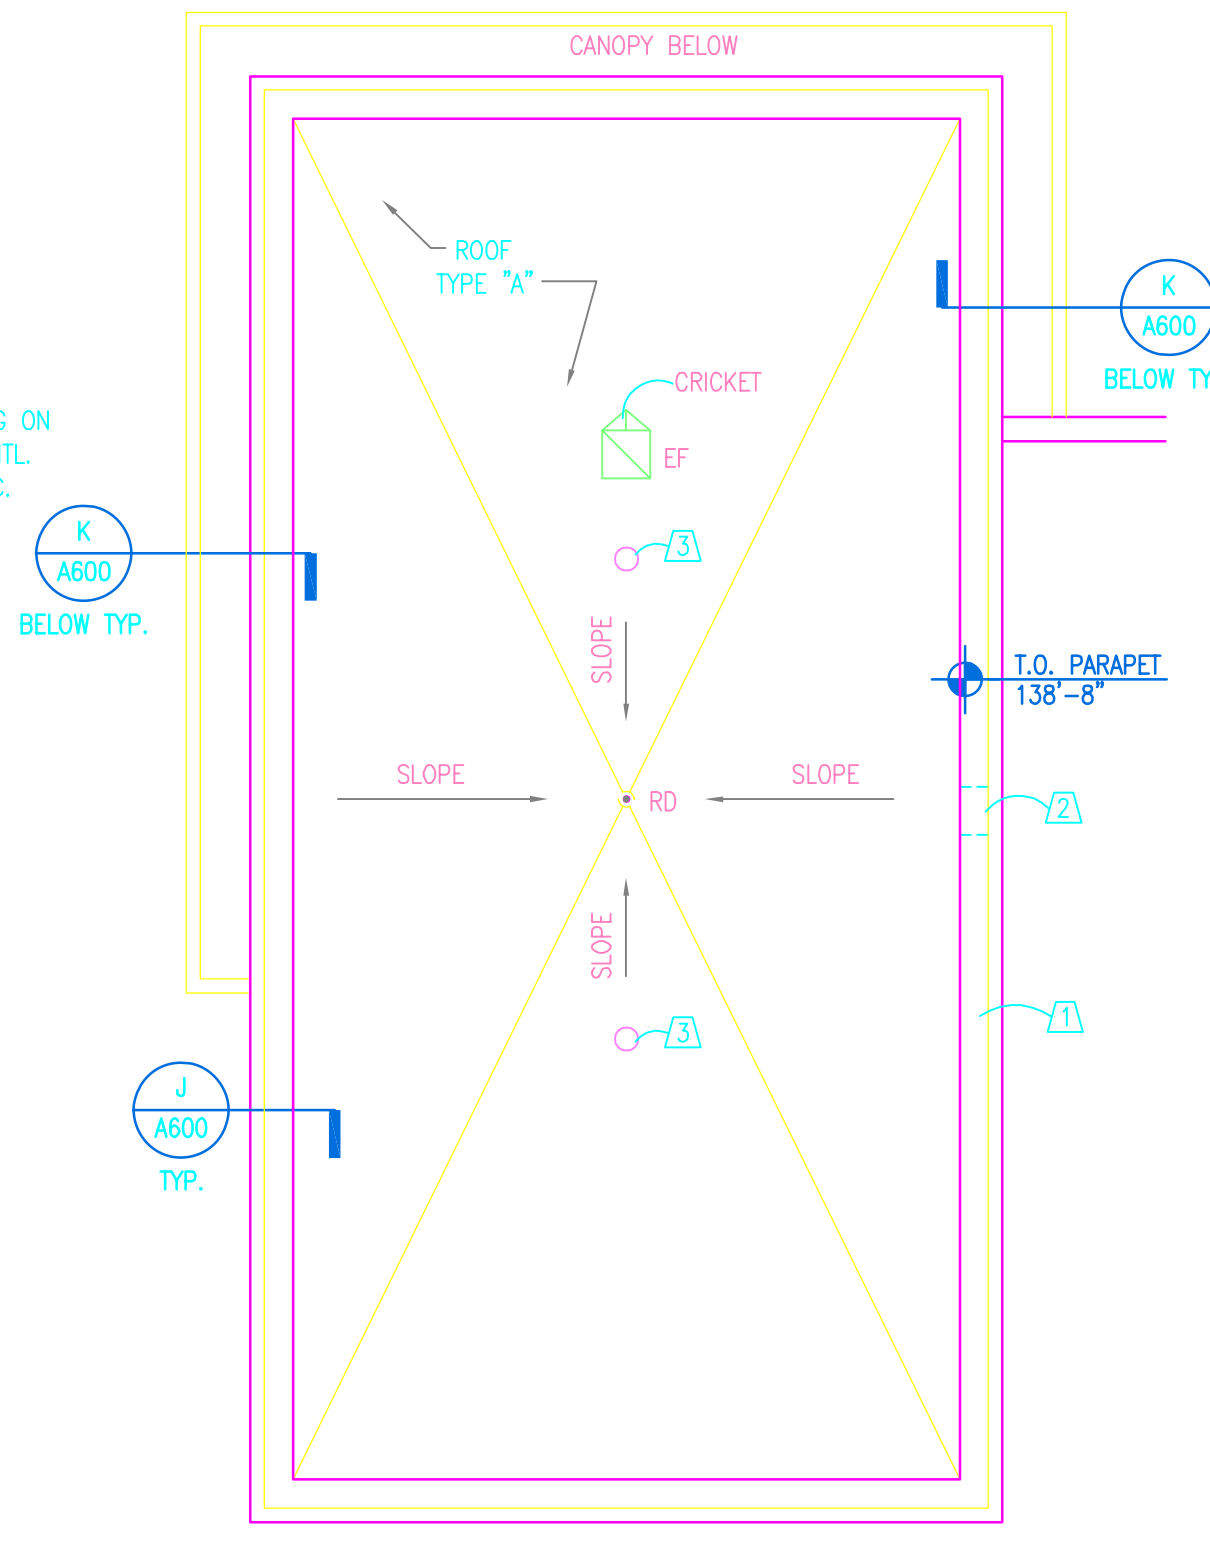 CANOPY BELOW
ROOF
TYPE "A"
K
A600
BELOW
CRICKET
ON
EF
K
A600
BELOW TYP.
3
SLOPE
T.O. PARAPET
138'-8"
SLOPE
SLOPE
RD
2
SLOPE
1
3
J
A600
TYP.